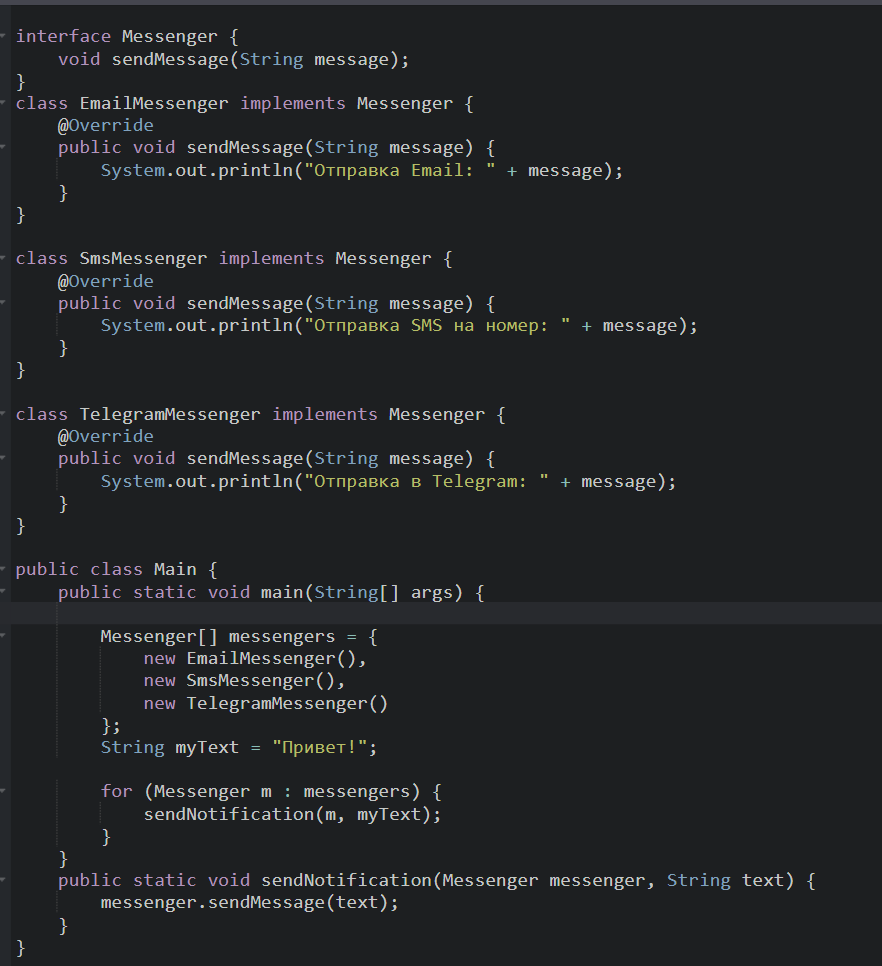 interface Messenger {
    void sendMessage(String message);
}
class EmailMessenger implements Messenger {
    @Override
    public void sendMessage(String message) {
        System.out.println("Отправка Email: " + message);
    }
}

class SmsMessenger implements Messenger {
    @Override
    public void sendMessage(String message) {
        System.out.println("Отправка SMS на номер: " + message);
    }
}

class TelegramMessenger implements Messenger {
    @Override
    public void sendMessage(String message) {
        System.out.println("Отправка в Telegram: " + message);
    }
}

public class Main {
    public static void main(String[] args) {

        Messenger[] messengers = {
            new EmailMessenger(),
            new SmsMessenger(),
            new TelegramMessenger()
        };
        String myText = "Привет!";

        for (Messenger m : messengers) {
            sendNotification(m, myText);
        }
    }
    public static void sendNotification(Messenger messenger, String text) {
        messenger.sendMessage(text);
    }
}